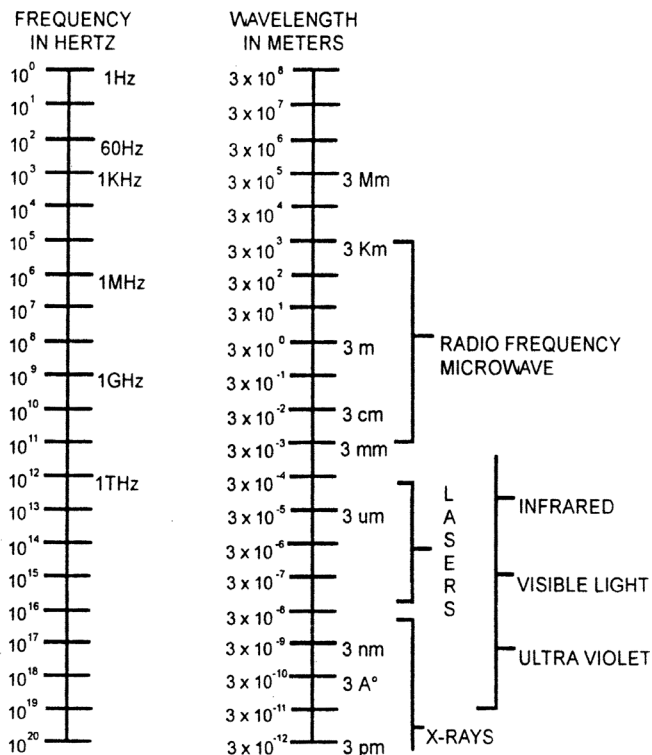 FREQUENCY
IN HERTZ
10⁰ 1Hz
10¹
10² 60Hz
10³ 1KHz
10⁴
10⁵
10⁶ 1MHz
10⁷
10⁸
10⁹ 1GHz
10¹⁰
10¹¹
10¹² 1THz
10¹³
10¹⁴
10¹⁵
10¹⁶
10¹⁷
10¹⁸
10¹⁹
10²⁰
WAVELENGTH
IN METERS
3 x 10⁸
3 x 10⁷
3 x 10⁶
3 x 10⁵ 3 Mm
3 x 10⁴
3 x 10³ 3 Km
3 x 10²
3 x 10¹
3 x 10⁰ 3 m
3 x 10⁻¹
3 x 10⁻² 3 cm
3 x 10⁻³ 3 mm
3 x 10⁻⁴
3 x 10⁻⁵ 3 um
3 x 10⁻⁶
3 x 10⁻⁷
3 x 10⁻⁸
3 x 10⁻⁹ 3 nm
3 x 10⁻¹⁰ 3 A°
3 x 10⁻¹¹
3 x 10⁻¹² 3 pm
RADIO FREQUENCY
MICROWAVE
LASERS
INFRARED
VISIBLE LIGHT
ULTRA VIOLET
X-RAYS